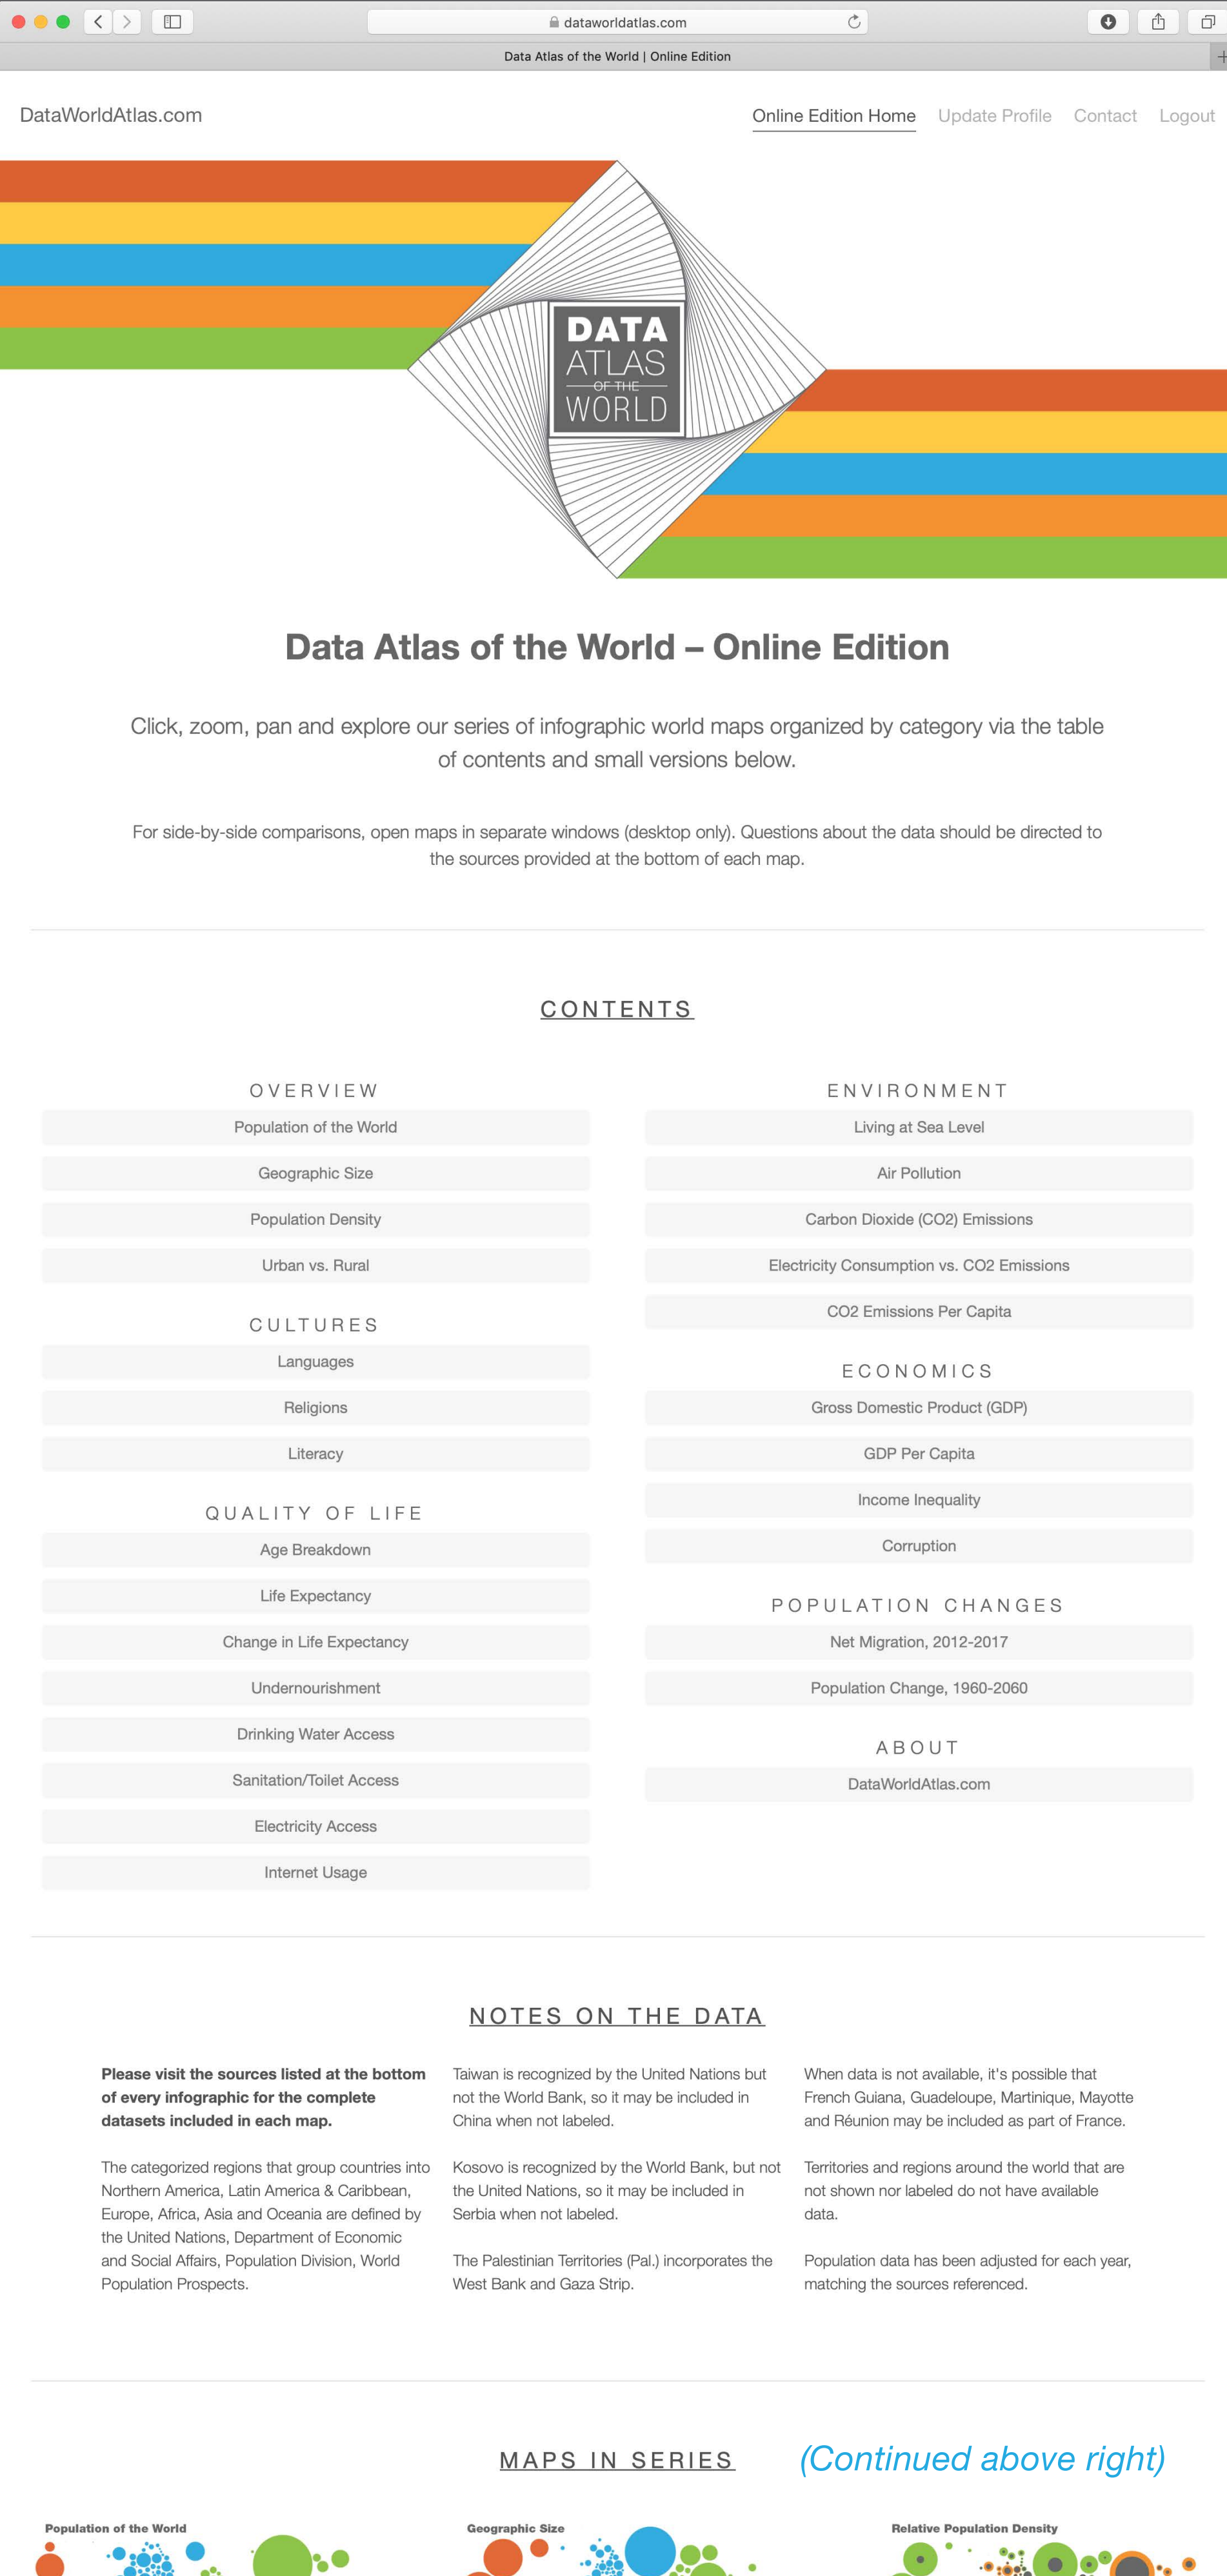 dataworldatlas.com
Data Atlas of the World | Online Edition
DataWorldAtlas.com
Online Edition Home Update Profile Contact Logout
DATA
ATLAS
OF THE
WORLD
Data Atlas of the World – Online Edition
Click, zoom, pan and explore our series of infographic world maps organized by category via the table
of contents and small versions below.
For side-by-side comparisons, open maps in separate windows (desktop only). Questions about the data should be directed to
the sources provided at the bottom of each map.
CONTENTS
OVERVIEW
Population of the World
Geographic Size
Population Density
Urban vs. Rural
CULTURES
Languages
Religions
Literacy
QUALITY OF LIFE
Age Breakdown
Life Expectancy
Change in Life Expectancy
Undernourishment
Drinking Water Access
Sanitation/Toilet Access
Electricity Access
Internet Usage
ENVIRONMENT
Living at Sea Level
Air Pollution
Carbon Dioxide (CO2) Emissions
Electricity Consumption vs. CO2 Emissions
CO2 Emissions Per Capita
ECONOMICS
Gross Domestic Product (GDP)
GDP Per Capita
Income Inequality
Corruption
POPULATION CHANGES
Net Migration, 2012-2017
Population Change, 1960-2060
ABOUT
DataWorldAtlas.com
NOTES ON THE DATA
Please visit the sources listed at the bottom
of every infographic for the complete
datasets included in each map.
The categorized regions that group countries into
Northern America, Latin America & Caribbean,
Europe, Africa, Asia and Oceania are defined by
the United Nations, Department of Economic
and Social Affairs, Population Division, World
Population Prospects.
Taiwan is recognized by the United Nations but
not the World Bank, so it may be included in
China when not labeled.
Kosovo is recognized by the World Bank, but not
the United Nations, so it may be included in
Serbia when not labeled.
The Palestinian Territories (Pal.) incorporates the
West Bank and Gaza Strip.
When data is not available, it's possible that
French Guiana, Guadeloupe, Martinique, Mayotte
and Réunion may be included as part of France.
Territories and regions around the world that are
not shown nor labeled do not have available
data.
Population data has been adjusted for each year,
matching the sources referenced.
MAPS IN SERIES
(Continued above right)
Population of the World
Geographic Size
Relative Population Density